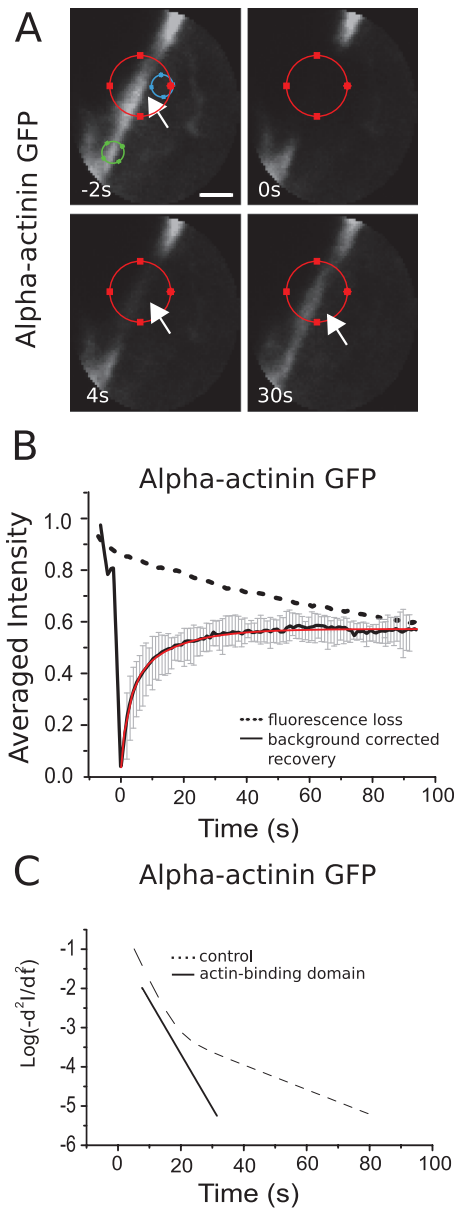 A
Alpha-actinin GFP
-2s
0s
4s
30s
B
Alpha-actinin GFP
Averaged Intensity
1.0
0.8
0.6
0.4
0.2
0.0
fluorescence loss
background corrected
recovery
0 20 40 60 80 100
Time (s)
C
Alpha-actinin GFP
Log(-d²I/dt²)
-1
-2
-3
-4
-5
-6
control
actin-binding domain
0 20 40 60 80 100
Time (s)